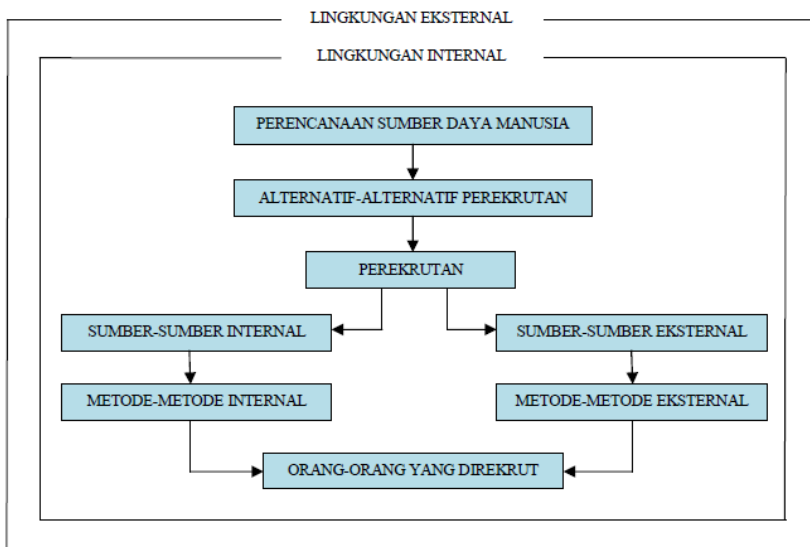 LINGKUNGAN EKSTERNAL
LINGKUNGAN INTERNAL
PERENCANAAN SUMBER DAYA MANUSIA
ALTERNATIF-ALTERNATIF PEREKRUTAN
PEREKRUTAN
SUMBER-SUMBER INTERNAL
SUMBER-SUMBER EKSTERNAL
METODE-METODE INTERNAL
METODE-METODE EKSTERNAL
ORANG-ORANG YANG DIREKRUT